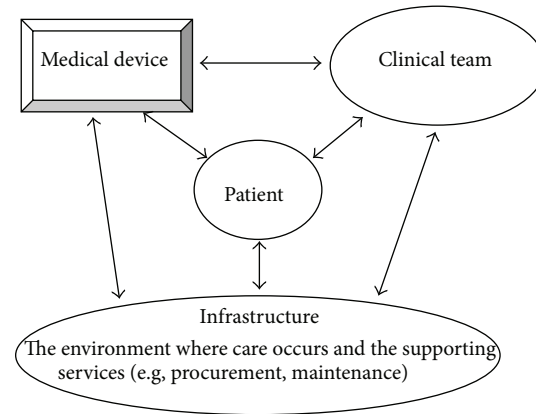 Medical device
Clinical team
Patient
Infrastructure
The environment where care occurs and the supporting
services (e.g, procurement, maintenance)